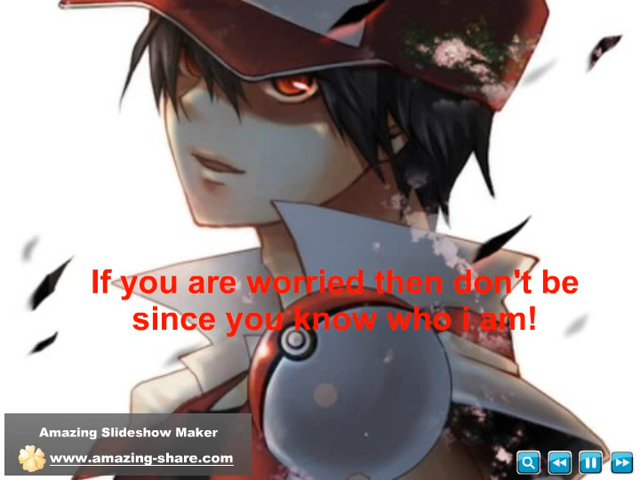 If you are worried then don't be
since you know who i am!
Amazing Slideshow Maker
www.amazing-share.com